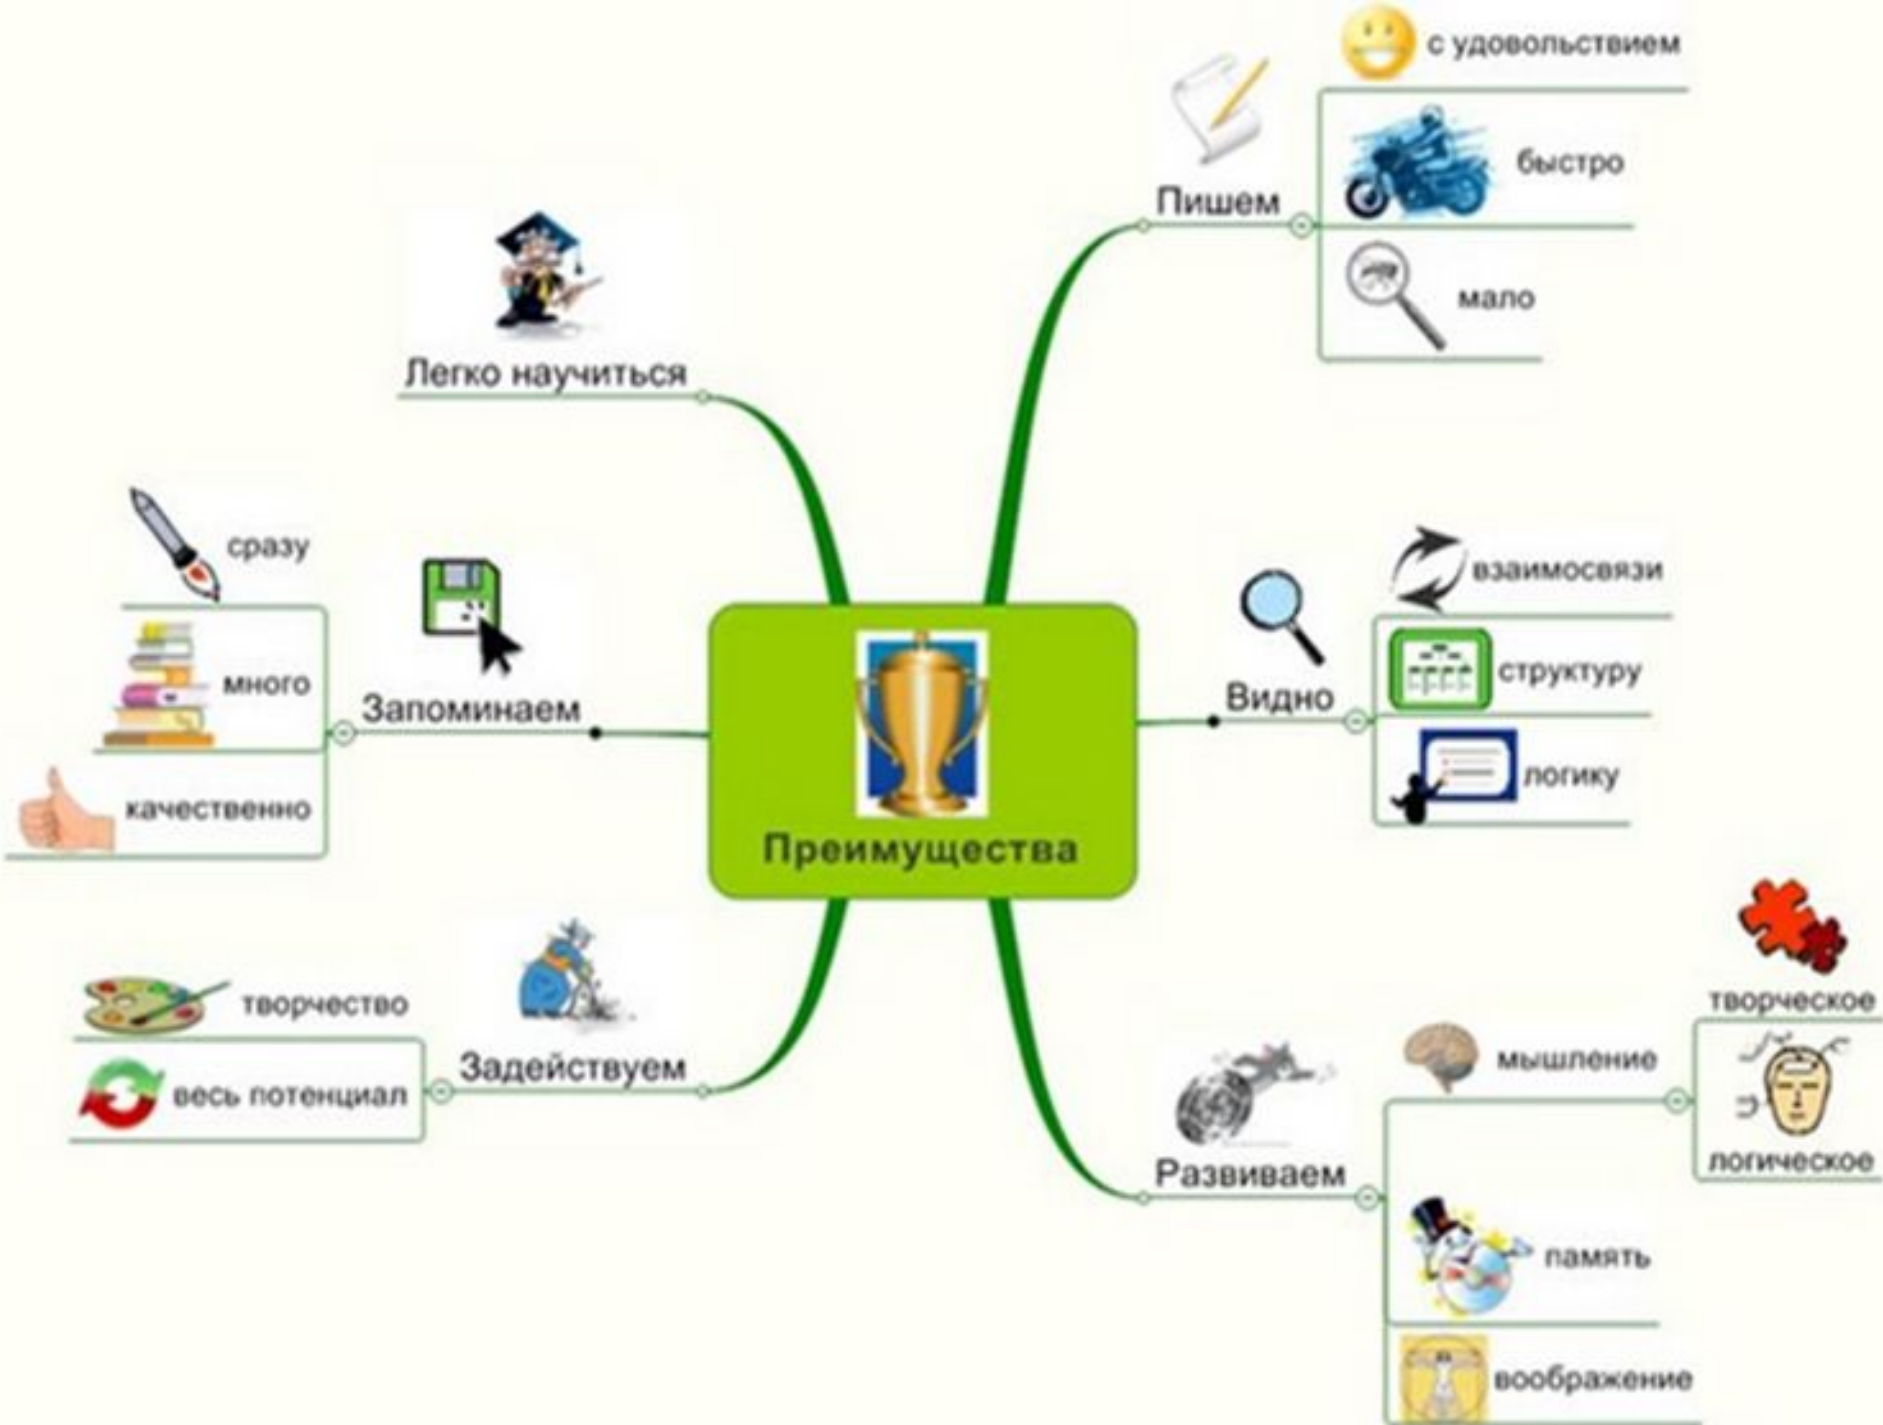 с удовольствием
быстро
Пишем
мало
Легко научиться
сразу
много
Запоминаем
качественно
взаимосвязи
Видно
структуру
логику
Преимущества
творчество
Задействуем
весь потенциал
творческое
мышление
логическое
Развиваем
память
воображение